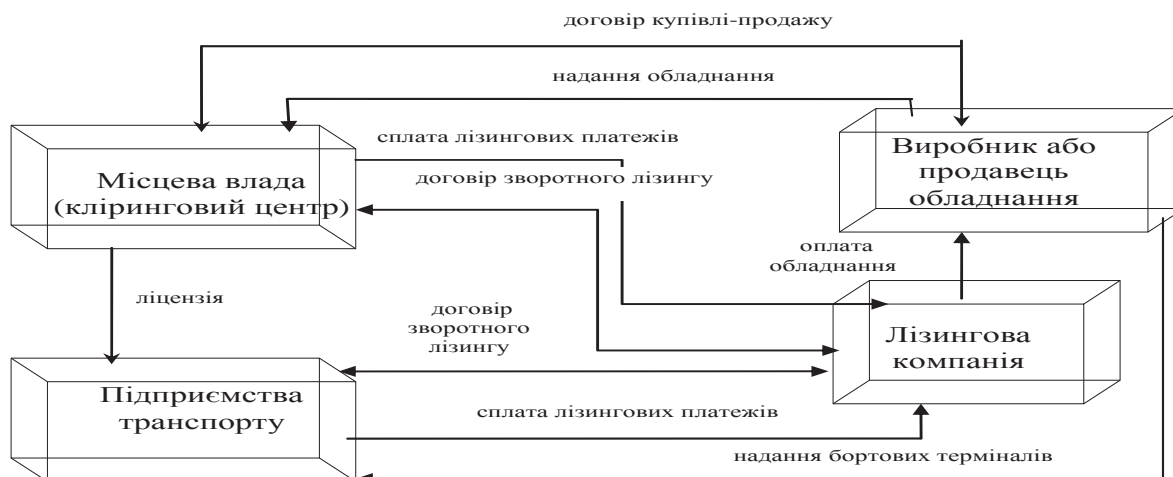 договір купівлі-продажу
надання обладнання
сплата лізингових платежів
договір зворотного лізингу
Місцева влада
(кліринговий центр)
Виробник або
продавець
обладнання
оплата
обладнання
ліцензія
договір
зворотного
лізингу
Лізингова
компанія
Підприємства
транспорту
сплата лізингових платежів
надання бортових терміналів